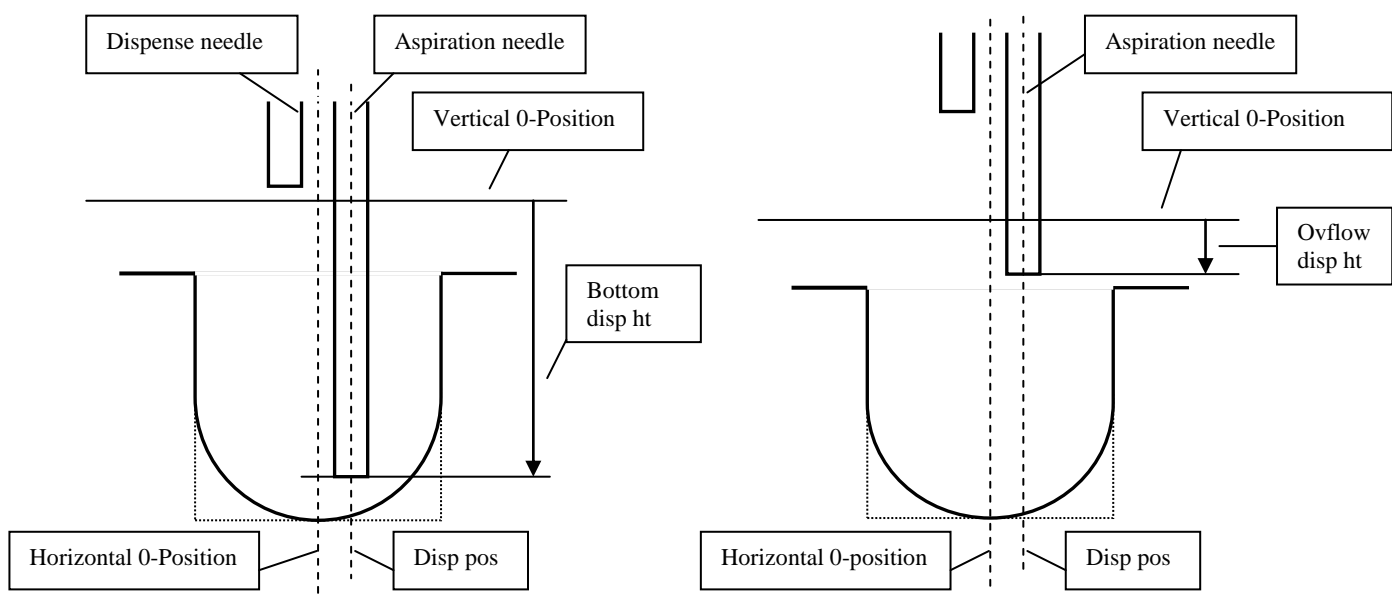 Dispense needle
Aspiration needle
Vertical 0-Position
Bottom
disp ht
Horizontal 0-Position
Disp pos
Aspiration needle
Vertical 0-Position
Ovflow
disp ht
Horizontal 0-position
Disp pos